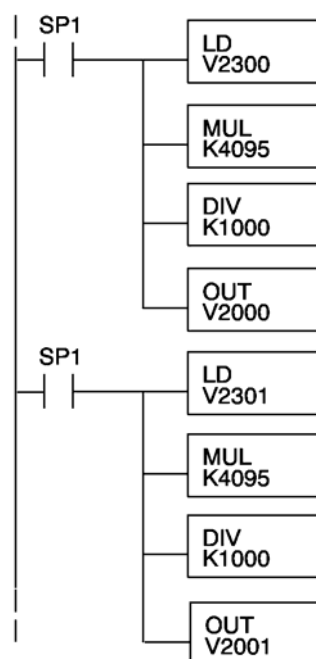 SP1
LD
V2300
MUL
K4095
DIV
K1000
OUT
V2000
SP1
LD
V2301
MUL
K4095
DIV
K1000
OUT
V2001